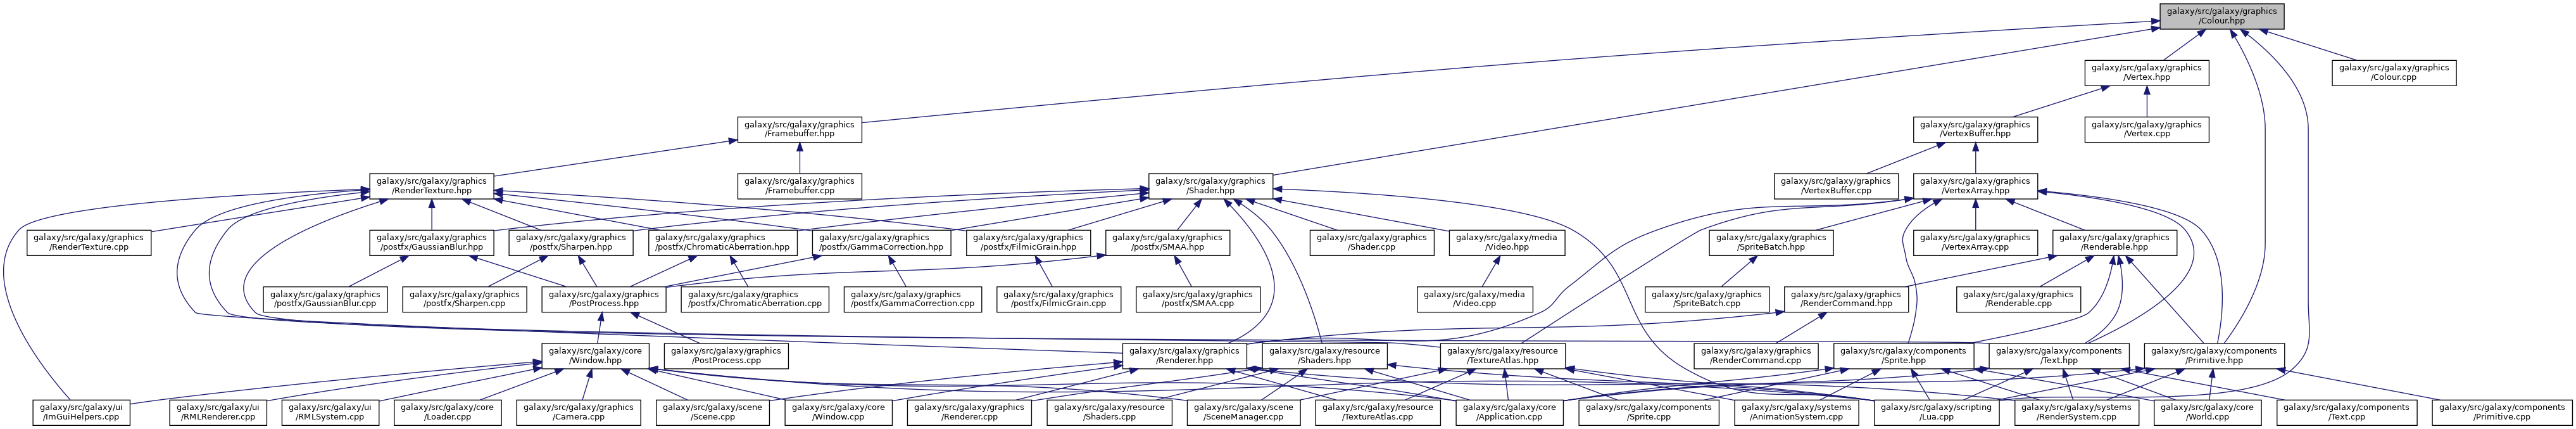 galaxy/src/galaxy/graphics
/Colour.hpp
galaxy/src/galaxy/graphics
/Vertex.hpp
galaxy/src/galaxy/graphics
/Colour.cpp
galaxy/src/galaxy/graphics
/Framebuffer.hpp
galaxy/src/galaxy/graphics
/VertexBuffer.hpp
galaxy/src/galaxy/graphics
/Vertex.cpp
galaxy/src/galaxy/graphics
/RenderTexture.hpp
galaxy/src/galaxy/graphics
/Framebuffer.cpp
galaxy/src/galaxy/graphics
/Shader.hpp
galaxy/src/galaxy/graphics
/VertexBuffer.cpp
galaxy/src/galaxy/graphics
/VertexArray.hpp
galaxy/src/galaxy/graphics
/RenderTexture.cpp
galaxy/src/galaxy/graphics
/postfx/GaussianBlur.hpp
galaxy/src/galaxy/graphics
/postfx/Sharpen.hpp
galaxy/src/galaxy/graphics
/postfx/ChromaticAberration.hpp
galaxy/src/galaxy/graphics
/postfx/GammaCorrection.hpp
galaxy/src/galaxy/graphics
/postfx/FilmicGrain.hpp
galaxy/src/galaxy/graphics
/postfx/SMAA.hpp
galaxy/src/galaxy/graphics
/Shader.cpp
galaxy/src/galaxy/media
/Video.hpp
galaxy/src/galaxy/graphics
/SpriteBatch.hpp
galaxy/src/galaxy/graphics
/VertexArray.cpp
galaxy/src/galaxy/graphics
/Renderable.hpp
galaxy/src/galaxy/graphics
/postfx/GaussianBlur.cpp
galaxy/src/galaxy/graphics
/postfx/Sharpen.cpp
galaxy/src/galaxy/graphics
/PostProcess.hpp
galaxy/src/galaxy/graphics
/postfx/ChromaticAberration.cpp
galaxy/src/galaxy/graphics
/postfx/GammaCorrection.cpp
galaxy/src/galaxy/graphics
/postfx/FilmicGrain.cpp
galaxy/src/galaxy/graphics
/postfx/SMAA.cpp
galaxy/src/galaxy/media
/Video.cpp
galaxy/src/galaxy/graphics
/SpriteBatch.cpp
galaxy/src/galaxy/graphics
/RenderCommand.hpp
galaxy/src/galaxy/graphics
/Renderable.cpp
galaxy/src/galaxy/core
/Window.hpp
galaxy/src/galaxy/graphics
/PostProcess.cpp
galaxy/src/galaxy/graphics
/Renderer.hpp
galaxy/src/galaxy/resource
/Shaders.hpp
galaxy/src/galaxy/resource
/TextureAtlas.hpp
galaxy/src/galaxy/graphics
/RenderCommand.cpp
galaxy/src/galaxy/components
/Sprite.hpp
galaxy/src/galaxy/components
/Text.hpp
galaxy/src/galaxy/components
/Primitive.hpp
galaxy/src/galaxy/ui
/ImGuiHelpers.cpp
galaxy/src/galaxy/ui
/RMLRenderer.cpp
galaxy/src/galaxy/ui
/RMLSystem.cpp
galaxy/src/galaxy/core
/Loader.cpp
galaxy/src/galaxy/graphics
/Camera.cpp
galaxy/src/galaxy/scene
/Scene.cpp
galaxy/src/galaxy/core
/Window.cpp
galaxy/src/galaxy/graphics
/Renderer.cpp
galaxy/src/galaxy/resource
/Shaders.cpp
galaxy/src/galaxy/scene
/SceneManager.cpp
galaxy/src/galaxy/resource
/TextureAtlas.cpp
galaxy/src/galaxy/core
/Application.cpp
galaxy/src/galaxy/components
/Sprite.cpp
galaxy/src/galaxy/systems
/AnimationSystem.cpp
galaxy/src/galaxy/scripting
/Lua.cpp
galaxy/src/galaxy/systems
/RenderSystem.cpp
galaxy/src/galaxy/core
/World.cpp
galaxy/src/galaxy/components
/Text.cpp
galaxy/src/galaxy/components
/Primitive.cpp